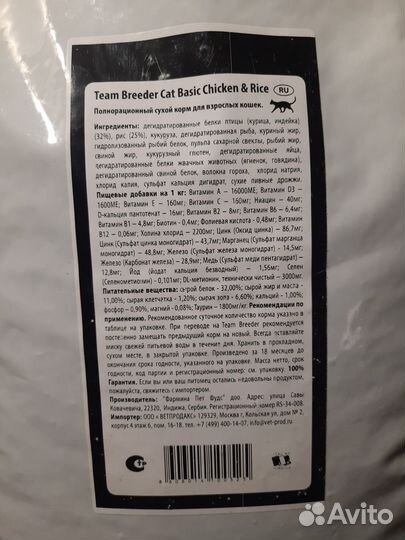 Team Breeder Cat Basic Chicken & Rice RU
Полнорационный сухой корм для взрослых кошек.
Ингредиенты: дегидратированные белки птицы (курица, индейка)
(32%), рис (25%), кукуруза, дегидратированная рыба, куриный жир,
гидролизованный рыбий белок, пульпа сахарной свеклы, рыбий жир,
свиной жир, кукурузный глютен, дегидратированные яйца,
дегидратированные белки жвачных животных (ягненок, говядина),
дегидратированный свиной белок, волокна гороха, хлорид натрия,
хлорид калия, сульфат кальция дигидрат, сухие пивные дрожжи.
Пищевые добавки на 1 кг: Витамин А – 16000МЕ; Витамин D3 –
1600МЕ; Витамин Е – 160мг; Витамин С – 160мг; Ниацин – 40мг;
D-кальция пантотенат – 16мг; Витамин В2 – 8мг; Витамин В6 – 6,4мг;
Витамин В1 – 4,8мг; Биотин – 0,4мг; Фолиевая кислота – 0,48мг; Витамин
В12 – 0,06мг; Холина хлорид – 2200мг; Цинк (Оксид цинка) – 86,7мг;
Цинк (Сульфат цинка моногидрат) – 43,7мг; Марганец (Сульфат марганца
моногидрат) – 48,8мг; Железо (Сульфат железа моногидрат) – 14,5мг;
Железо (Карбонат железа) – 28,9мг; Медь (Сульфат меди пентагидрат) –
12,8мг; Йод (йодат кальция безводный) – 1,56мг; Селен
(Селенометионин) – 0,101мг; DL-метионин, технически чистый – 3000мг.
Питательные вещества: сырой белок – 32,00%; сырой жир и масла –
11,00%; сырая клетчатка – 1,20%; сырая зола – 6,60%; кальций – 1,00%;
фосфор – 0,90%; магний – 0,08%; Таурин – 1800мг/кг. Рекомендации по
применению. Рекомендованное суточное количество корма указано в
таблице на упаковке. При переводе на Team Breeder рекомендуется
постепенно замещать предыдущий корм на новый. Всегда оставляйте
миску свежей питьевой воды в течение дня. Хранить в прохладном,
сухом месте, в закрытой упаковке. Произведено за 18 месяцев до
окончания срока годности, указанного на упаковке. Масса нетто, срок
годности, код партии и регистрационный номер: см. упаковку. 100%
Гарантия. Если вы или ваш питомец остались недовольны продуктом,
пожалуйста, сохраните упаковку и свяжитесь с нами.
Производитель: "Фармина Пет Фудс" доо. Адрес: улица Савы
Ковачевича, 22320, Инджия, Сербия. Регистрационный номер RS-34-008.
Импортер: ООО «ВЕТПРОДАКС» 129329, Москва г, Кольская ул, дом № 2,
корпус 4 этаж 6, пом. 16-18. тел. +7 (499) 400-14-07, info@vet-prod.ru.
Avito